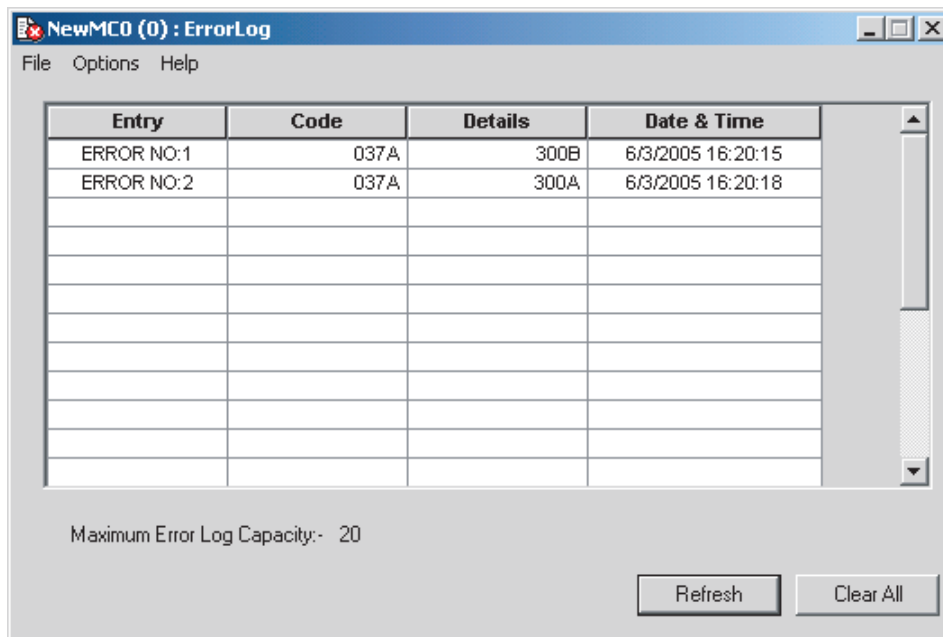 NewMC0 (0) : ErrorLog
File Options Help
Entry Code Details Date & Time
ERROR NO:1 037A 300B 6/3/2005 16:20:15
ERROR NO:2 037A 300A 6/3/2005 16:20:18
Maximum Error Log Capacity:- 20
Refresh Clear All